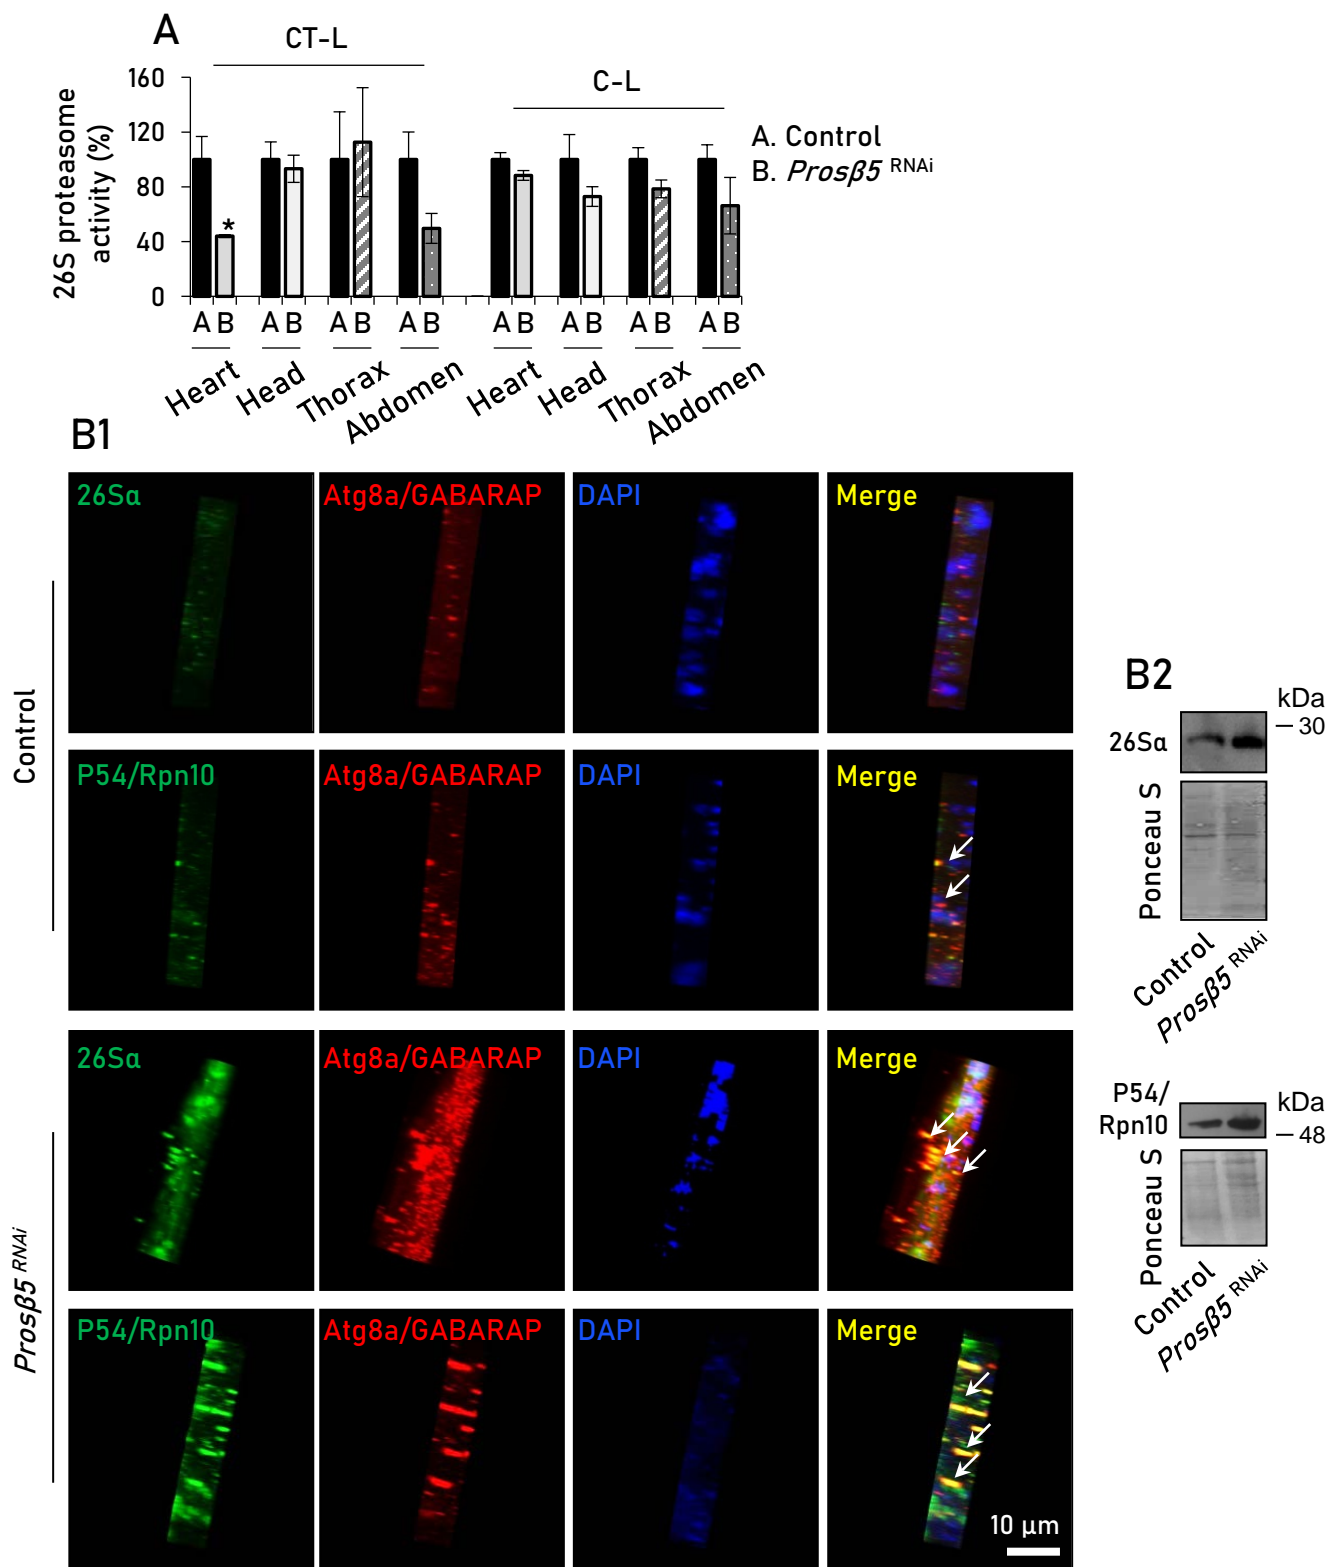 A
CT-L
C-L
26S proteasome
activity (%)
160
120
80
40
0
*
A. Control
B. Prosβ5 RNAi
A B A B A B A B A B A B A B A B
Heart Head Thorax Abdomen Heart Head Thorax Abdomen
B1
Control
26Sα Atg8a/GABARAP DAPI Merge
P54/Rpn10 Atg8a/GABARAP DAPI Merge
Prosβ5 RNAi
26Sα Atg8a/GABARAP DAPI Merge
P54/Rpn10 Atg8a/GABARAP DAPI Merge
10 µm
B2
kDa
30
26Sα
Ponceau S
Control
Prosβ5 RNAi
P54/
Rpn10
kDa
48
Ponceau S
Control
Prosβ5 RNAi